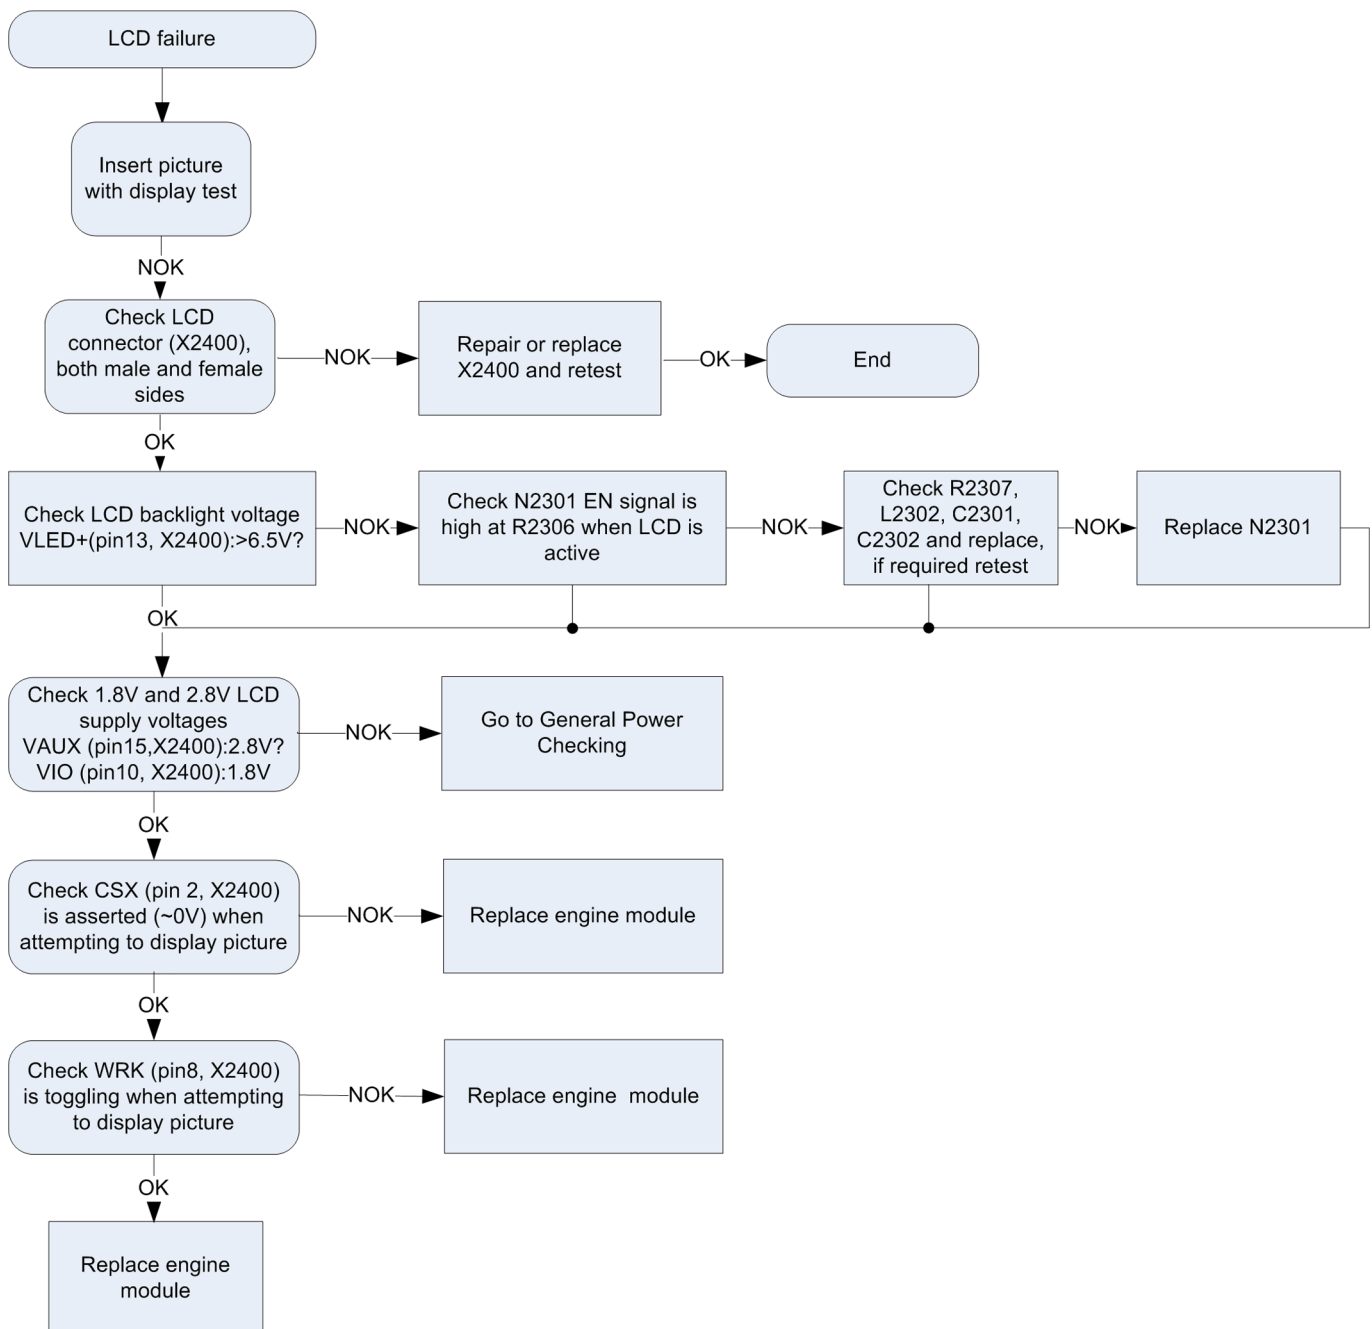 LCD failure
Insert picture
with display test
NOK
Check LCD
connector (X2400),
both male and female
sides
NOK
Repair or replace
X2400 and retest
OK
End
OK
Check LCD backlight voltage
VLED+(pin13, X2400):>6.5V?
NOK
Check N2301 EN signal is
high at R2306 when LCD is
active
NOK
Check R2307,
L2302, C2301,
C2302 and replace,
if required retest
NOK
Replace N2301
OK
Check 1.8V and 2.8V LCD
supply voltages
VAUX (pin15,X2400):2.8V?
VIO (pin10, X2400):1.8V
NOK
Go to General Power
Checking
OK
Check CSX (pin 2, X2400)
is asserted (~0V) when
attempting to display picture
NOK
Replace engine module
OK
Check WRK (pin8, X2400)
is toggling when attempting
to display picture
NOK
Replace engine  module
OK
Replace engine
module